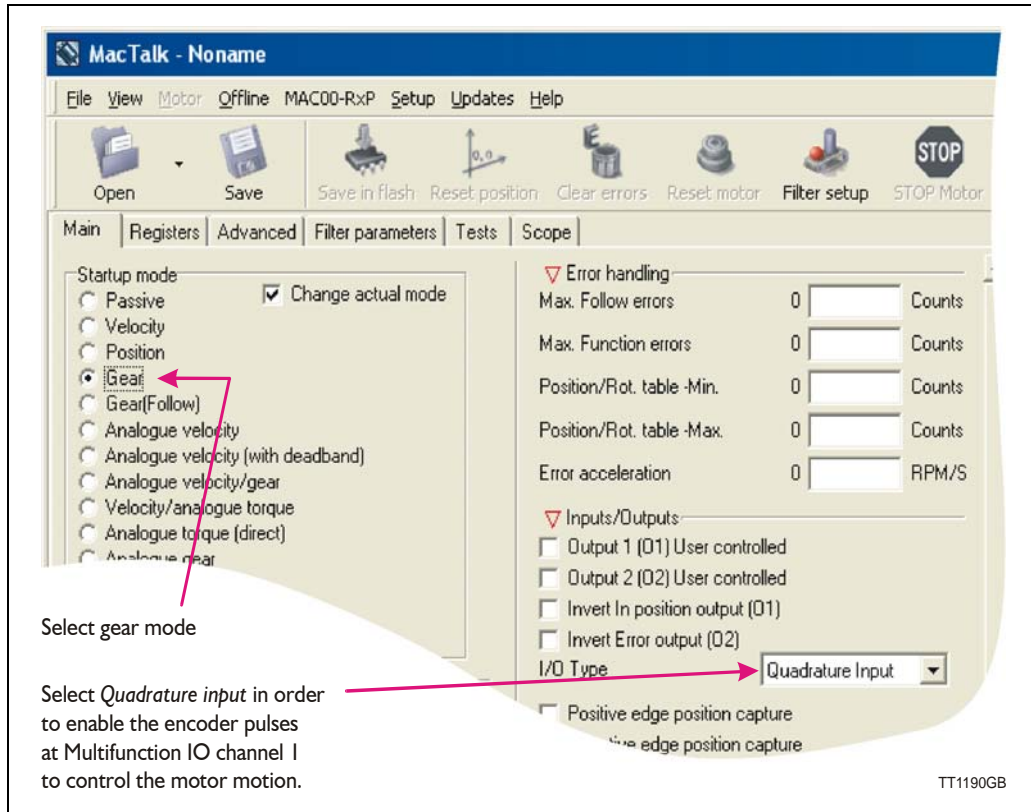 MacTalk - Noname
File View Motor Offline MAC00-RxP Setup Updates Help
Open Save Save in flash Reset position Clear errors Reset motor Filter setup STOP Motor
0,0
E
STOP
Main Registers Advanced Filter parameters Tests Scope
Startup mode
Passive
Change actual mode
Velocity
Position
Gear
Gear(Follow)
Analogue velocity
Analogue velocity (with deadband)
Analogue velocity/gear
Velocity/analogue torque
Analogue torque (direct)
Analogue gear
Error handling
Max. Follow errors 0 Counts
Max. Function errors 0 Counts
Position/Rot. table -Min. 0 Counts
Position/Rot. table -Max. 0 Counts
Error acceleration 0 RPM/S
Inputs/Outputs
Output 1 (O1) User controlled
Output 2 (O2) User controlled
Invert In position output (O1)
Invert Error output (O2)
I/O Type Quadrature Input
Positive edge position capture
edge position capture
Select gear mode
Select Quadrature input in order
to enable the encoder pulses
at Multifunction IO channel 1
to control the motor motion.
TT1190GB